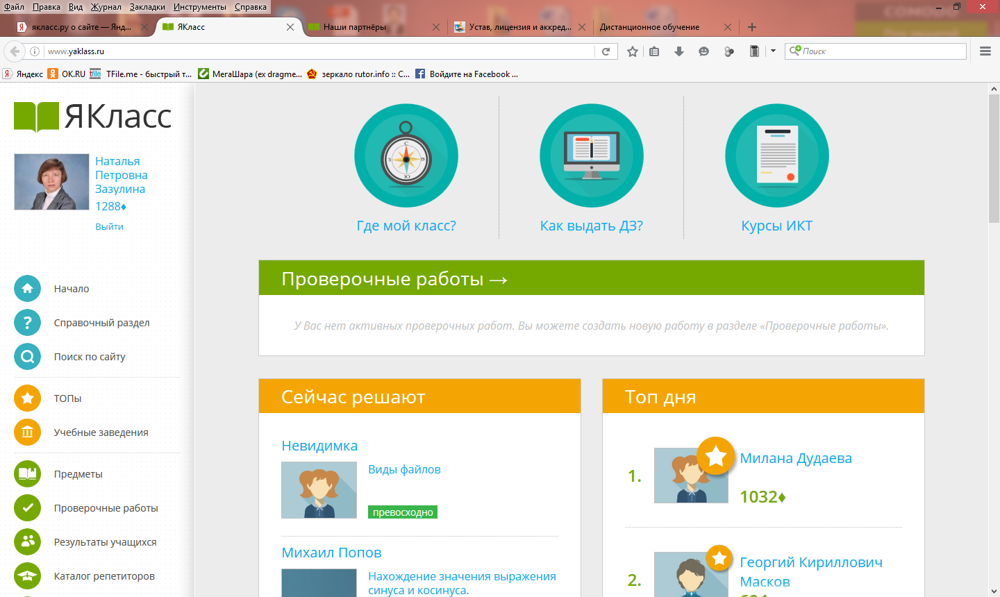 Файл Правка Вид Журнал Закладки Инструменты Справка
якласс.ру о сайте — Янд... ЯКласс Наши партнёры Устав, лицензия и аккред... Дистанционное обучение
www.yaklass.ru Поиск
Яндекс OK.RU TFile.me - быстрый т... МегаШара (ex dragme... зеркало rutor.info :: С... Войдите на Facebook ...
ЯКласс
Наталья
Петровна
Зазулина
1288♦
Выйти
Начало
Справочный раздел
Поиск по сайту
ТОПы
Учебные заведения
Предметы
Проверочные работы
Результаты учащихся
Каталог репетиторов
Где мой класс? Как выдать ДЗ? Курсы ИКТ
Проверочные работы →
У Вас нет активных проверочных работ. Вы можете создать новую работу в разделе «Проверочные работы».
Сейчас решают
Невидимка
Виды файлов
превосходно
Михаил Попов
Нахождение значения выражения
синуса и косинуса.
Топ дня
1.
Милана Дудаева
1032♦
2.
Георгий Кириллович
Масков